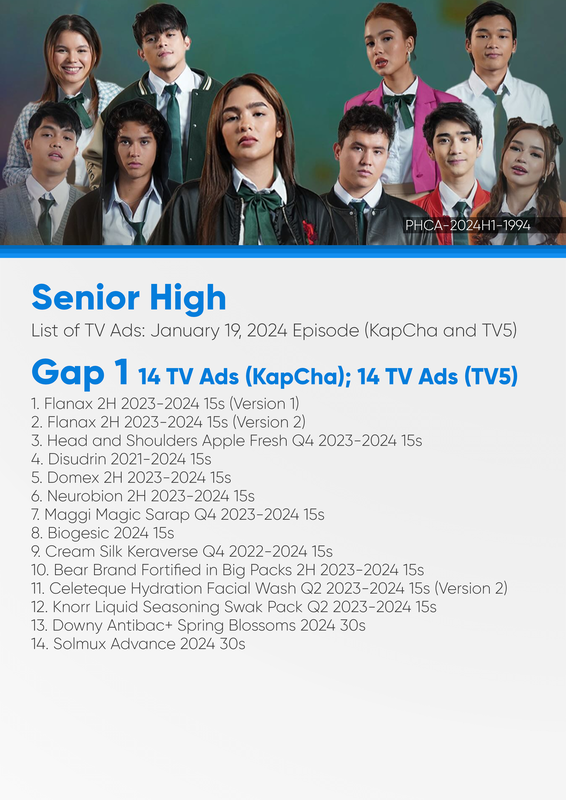 PHCA-2024H1-1994
Senior High
List of TV Ads: January 19, 2024 Episode (KapCha and TV5)
Gap 1 14 TV Ads (KapCha); 14 TV Ads (TV5)
1. Flanax 2H 2023-2024 15s (Version 1)
2. Flanax 2H 2023-2024 15s (Version 2)
3. Head and Shoulders Apple Fresh Q4 2023-2024 15s
4. Disudrin 2021-2024 15s
5. Domex 2H 2023-2024 15s
6. Neurobion 2H 2023-2024 15s
7. Maggi Magic Sarap Q4 2023-2024 15s
8. Biogesic 2024 15s
9. Cream Silk Keraverse Q4 2022-2024 15s
10. Bear Brand Fortified in Big Packs 2H 2023-2024 15s
11. Celeteque Hydration Facial Wash Q2 2023-2024 15s (Version 2)
12. Knorr Liquid Seasoning Swak Pack Q2 2023-2024 15s
13. Downy Antibac+ Spring Blossoms 2024 30s
14. Solmux Advance 2024 30s